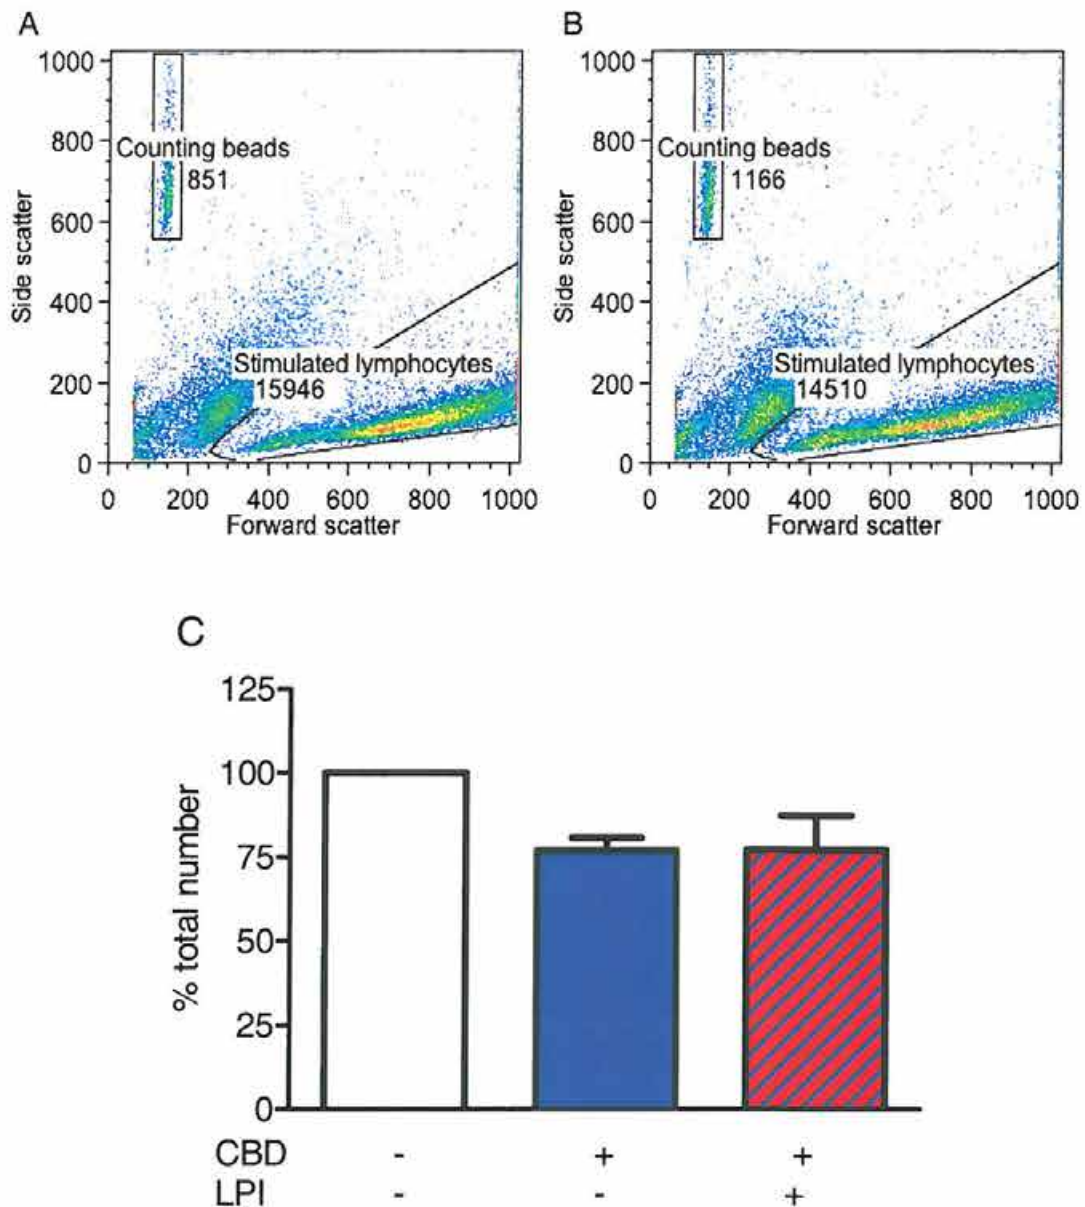 A
1000
800
600
400
200
0
Side scatter
Counting beads
851
Stimulated lymphocytes
15946
0 200 400 600 800 1000
Forward scatter
B
1000
800
600
400
200
0
Side scatter
Counting beads
1166
Stimulated lymphocytes
14510
0 200 400 600 800 1000
Forward scatter
C
125
100
75
50
25
0
% total number
CBD - + +
LPI - - +